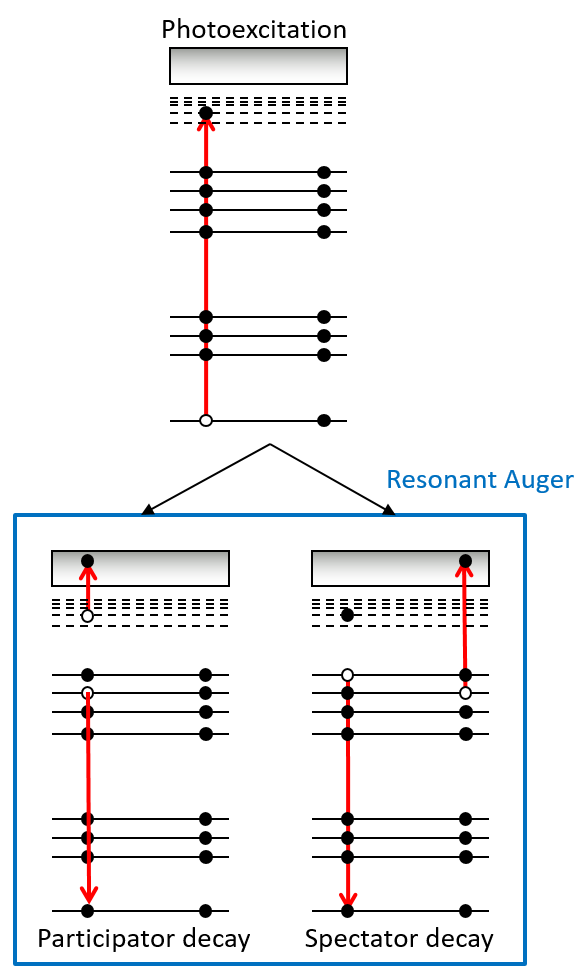 Photoexcitation
Resonant Auger
Participator decay
Spectator decay